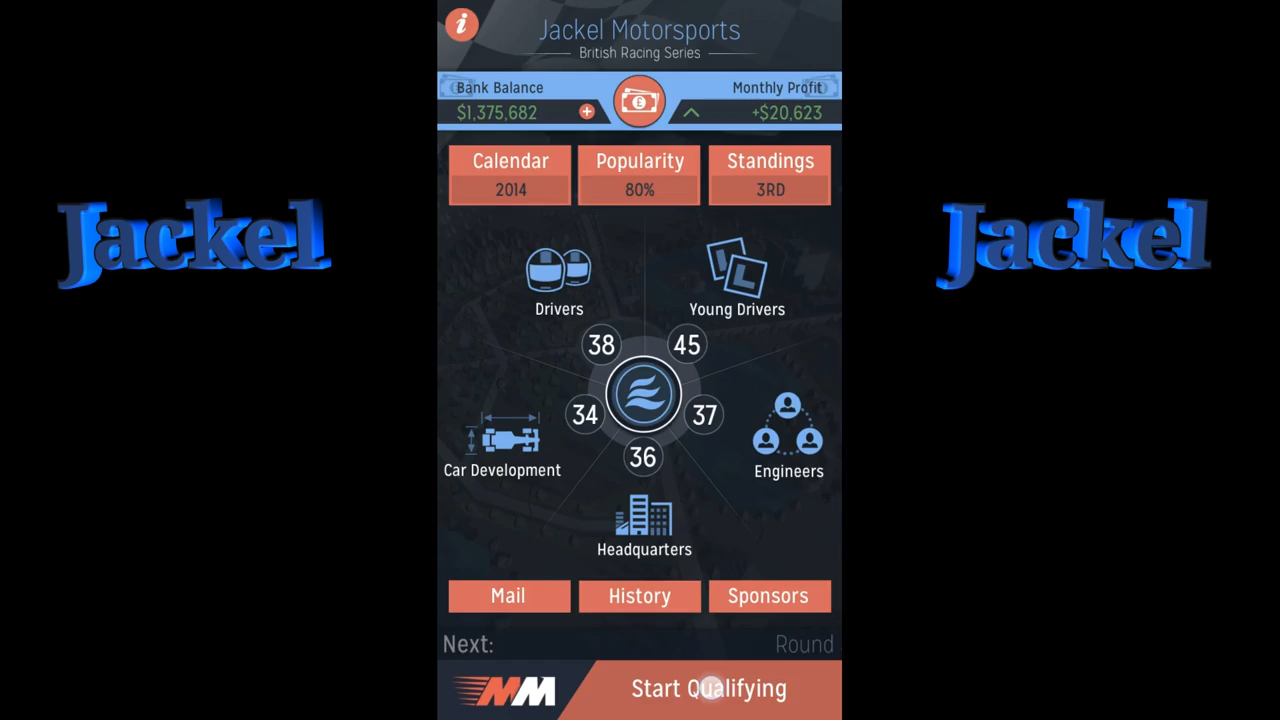 i
Jackel Motorsports
British Racing Series
Bank Balance
Monthly Profit
$1,375,682
+
£
+$20,623
Calendar
Popularity
Standings
2014
80%
3RD
Jackel
Jackel
L
Drivers
Young Drivers
38
45
34
37
36
Car Development
Engineers
Headquarters
Mail
History
Sponsors
Next:
Round
MM
Start Qualifying